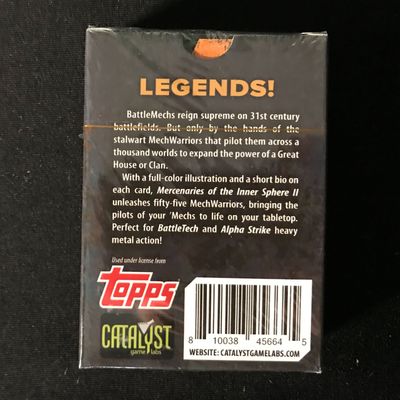 LEGENDS!
BattleMechs reign supreme on 31st century
battlefields. But only by the hands of the
stalwart MechWarriors that pilot them across a
thousand worlds to expand the power of a Great
House or Clan.
With a full-color illustration and a short bio on
each card, Mercenaries of the Inner Sphere II
unleashes fifty-five MechWarriors, bringing the
pilots of your 'Mechs to life on your tabletop.
Perfect for BattleTech and Alpha Strike heavy
metal action!
Used under license from
topps
CATALYST
game labs
8 10038 45664 5
WEBSITE: CATALYSTGAMELABS.COM